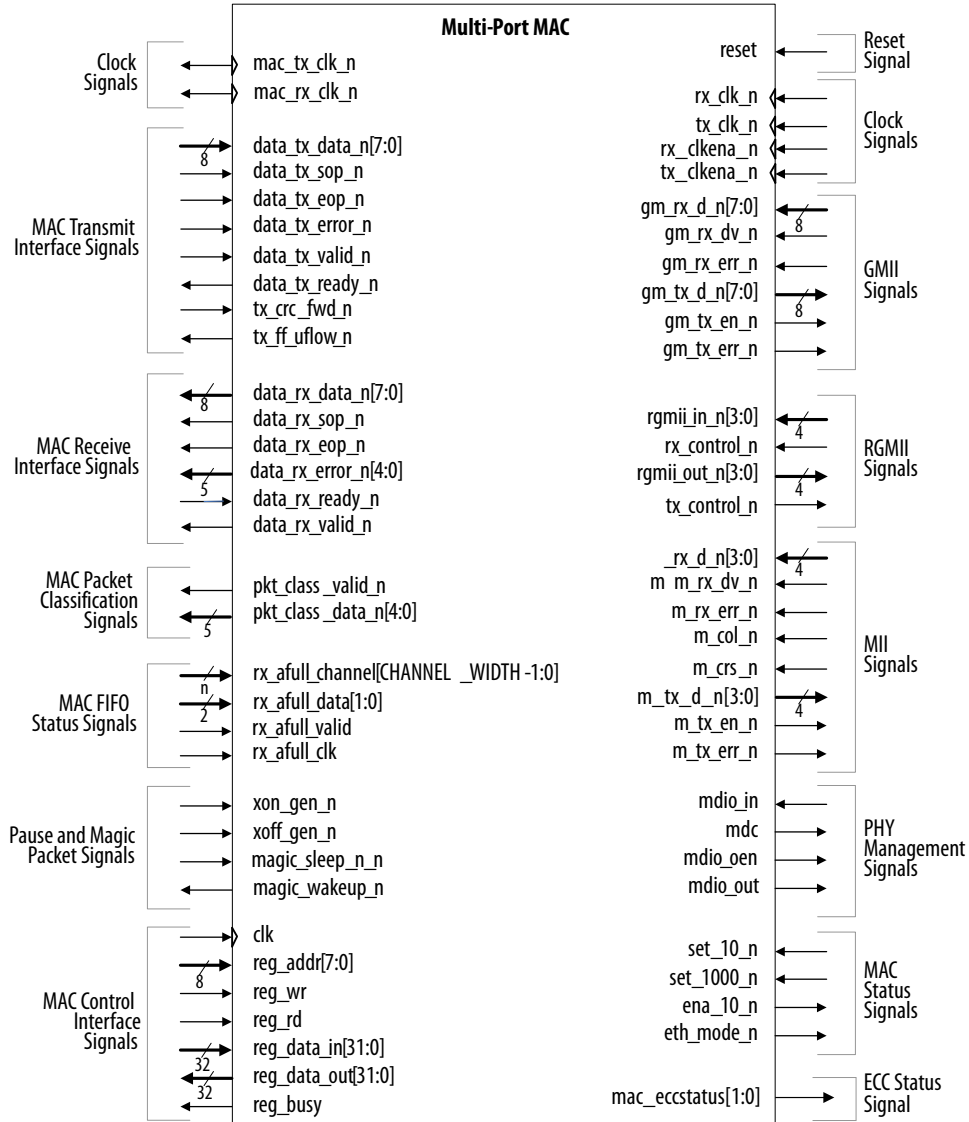 Multi-Port MAC
Clock
Signals
mac_tx_clk_n
mac_rx_clk_n
MAC Transmit
Interface Signals
8
data_tx_data_n[7:0]
data_tx_sop_n
data_tx_eop_n
data_tx_error_n
data_tx_valid_n
data_tx_ready_n
tx_crc_fwd_n
tx_ff_uflow_n
MAC Receive
Interface Signals
8
data_rx_data_n[7:0]
data_rx_sop_n
data_rx_eop_n
5
data_rx_error_n[4:0]
data_rx_ready_n
data_rx_valid_n
MAC Packet
Classification
Signals
pkt_class_valid_n
5
pkt_class_data_n[4:0]
MAC FIFO
Status Signals
n
rx_afull_channel[CHANNEL _WIDTH -1:0]
2
rx_afull_data[1:0]
rx_afull_valid
rx_afull_clk
Pause and Magic
Packet Signals
xon_gen_n
xoff_gen_n
magic_sleep_n_n
magic_wakeup_n
MAC Control
Interface
Signals
clk
8
reg_addr[7:0]
reg_wr
reg_rd
32
reg_data_in[31:0]
32
reg_data_out[31:0]
reg_busy
reset
Reset
Signal
rx_clk_n
tx_clk_n
rx_clkena_n
tx_clkena_n
Clock
Signals
gm_rx_d_n[7:0]
8
gm_rx_dv_n
gm_rx_err_n
gm_tx_d_n[7:0]
8
gm_tx_en_n
gm_tx_err_n
GMII
Signals
rgmii_in_n[3:0]
4
rx_control_n
rgmii_out_n[3:0]
4
tx_control_n
RGMII
Signals
_rx_d_n[3:0]
4
m m_rx_dv_n
m_rx_err_n
m_col_n
m_crs_n
m_tx_d_n[3:0]
4
m_tx_en_n
m_tx_err_n
MII
Signals
mdio_in
mdc
mdio_oen
mdio_out
PHY
Management
Signals
set_10_n
set_1000_n
ena_10_n
eth_mode_n
MAC
Status
Signals
mac_eccstatus[1:0]
ECC Status
Signal